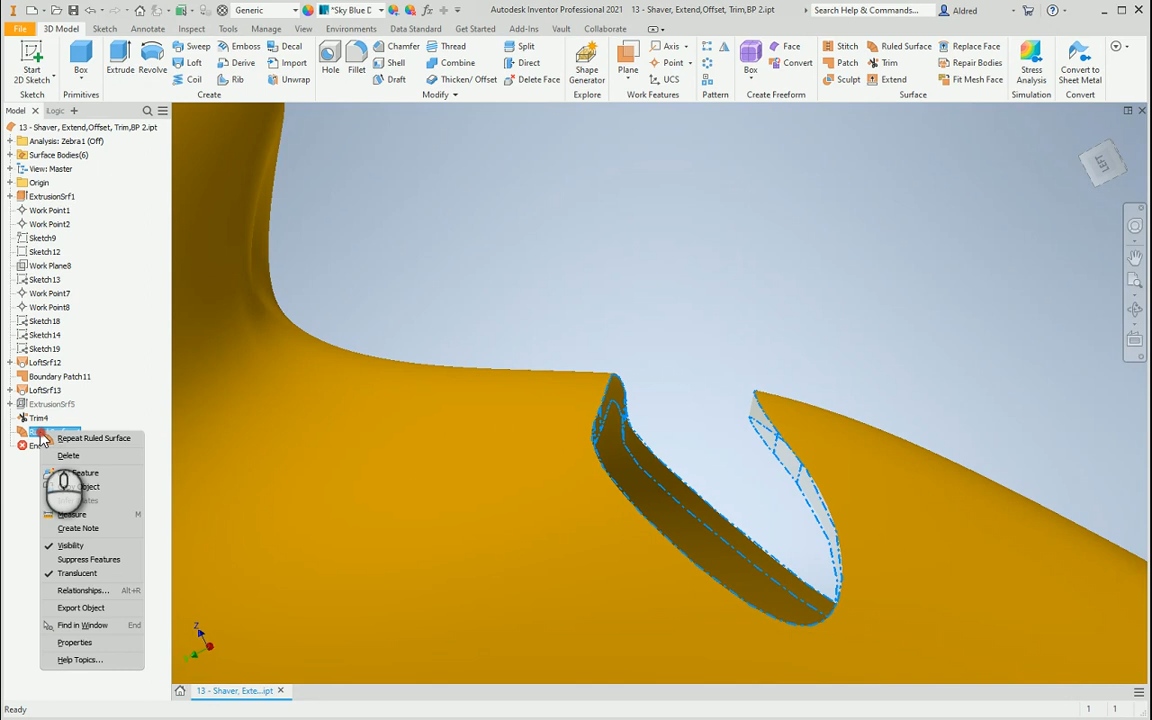 Generic
*Sky Blue D
fx
Autodesk Inventor Professional 2021
13 - Shaver, Extend,Offset, Trim,BP 2.ipt
Search Help & Commands...
Aldred
File
3D Model
Sketch
Annotate
Inspect
Tools
Manage
View
Environments
Data Standard
Get Started
Add-Ins
Vault
Collaborate
Start
2D Sketch
Box
Extrude
Revolve
Sweep
Loft
Coil
Emboss
Derive
Rib
Decal
Import
Unwrap
Hole
Fillet
Chamfer
Shell
Draft
Thread
Combine
Thicken/ Offset
Split
Direct
Delete Face
Shape
Generator
Plane
Axis
Point
UCS
Box
Face
Convert
Stitch
Patch
Sculpt
Ruled Surface
Trim
Extend
Replace Face
Repair Bodies
Fit Mesh Face
Stress
Analysis
Convert to
Sheet Metal
Sketch
Primitives
Create
Modify
Explore
Work Features
Pattern
Create Freeform
Surface
Simulation
Convert
Model
Logic
13 - Shaver, Extend,Offset, Trim,BP 2.ipt
Analysis: Zebra1 (Off)
Surface Bodies(6)
View: Master
Origin
ExtrusionSrf1
Work Point1
Work Point2
Sketch9
Sketch12
Work Plane8
Sketch13
Work Point7
Work Point8
Sketch18
Sketch14
Sketch19
LoftSrf12
Boundary Patch11
LoftSrf13
ExtrusionSrf5
Trim4
Repeat Ruled Surface
Delete
Feature
Object
Measure M
Create Note
Visibility
Suppress Features
Translucent
Relationships... Alt+R
Export Object
Find in Window End
Properties
Help Topics...
LEFT
Z
13 - Shaver, Exte...ipt
Ready
1 1